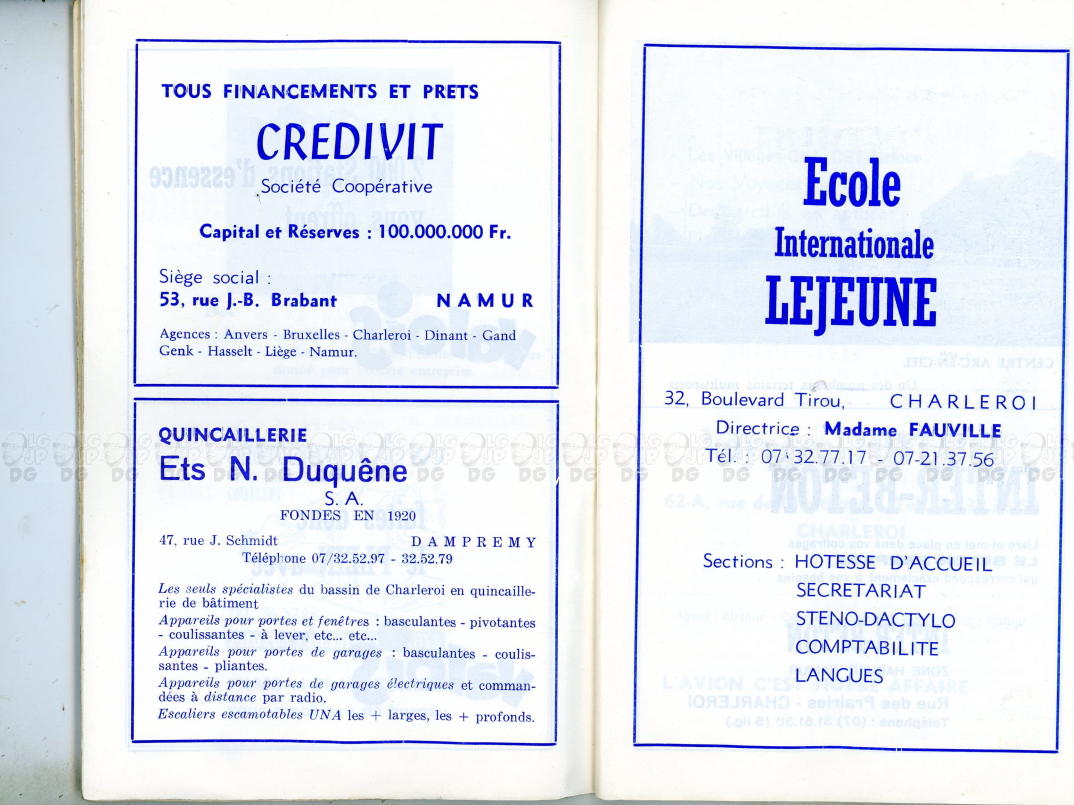 TOUS FINANCEMENTS ET PRETS
CREDIVIT
Société Coopérative
Capital et Réserves : 100.000.000 Fr.
Siège social :
53, rue J.-B. Brabant NAMUR
Agences : Anvers - Bruxelles - Charleroi - Dinant - Gand
Genk - Hasselt - Liège - Namur.
QUINCAILLERIE
Ets N. Duquêne
S. A.
FONDES EN 1920
47, rue J. Schmidt DAMPREMY
Téléphone 07/32.52.97 - 32.52.79
Les seuls spécialistes du bassin de Charleroi en quincaille-
rie de bâtiment
Appareils pour portes et fenêtres : basculantes - pivotantes
- coulissantes - à lever, etc... etc...
Appareils pour portes de garages : basculantes - coulis-
santes - pliantes.
Appareils pour portes de garages électriques et comman-
dées à distance par radio.
Escaliers escamotables UNA les + larges, les + profonds.
Ecole
Internationale
LEJEUNE
32, Boulevard Tirou, CHARLEROI
Directrice : Madame FAUVILLE
Tél. : 07-32.77.17 - 07-21.37.56
Sections : HOTESSE D'ACCUEIL
SECRETARIAT
STENO-DACTYLO
COMPTABILITE
LANGUES